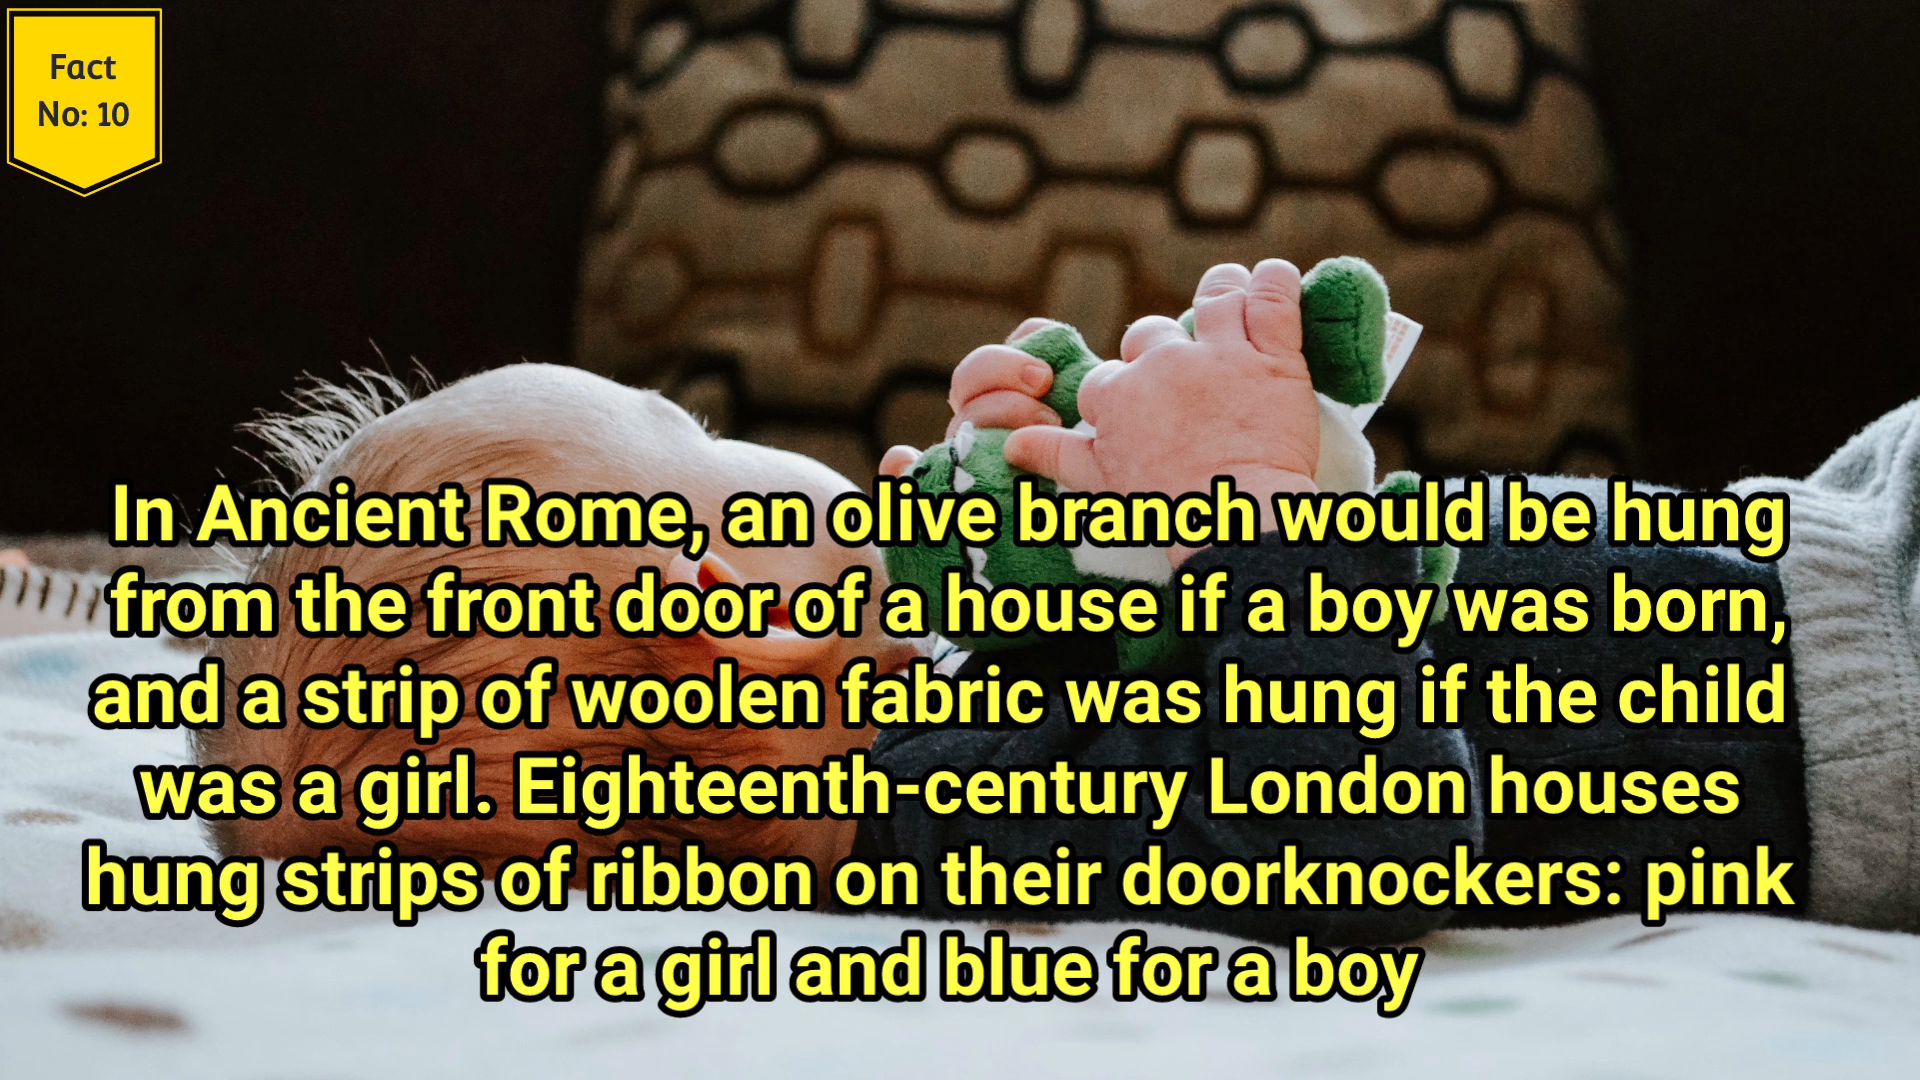 Fact
No: 10
In Ancient Rome, an olive branch would be hung
from the front door of a house if a boy was born,
and a strip of woolen fabric was hung if the child
was a girl. Eighteenth-century London houses
hung strips of ribbon on their doorknockers: pink
for a girl and blue for a boy